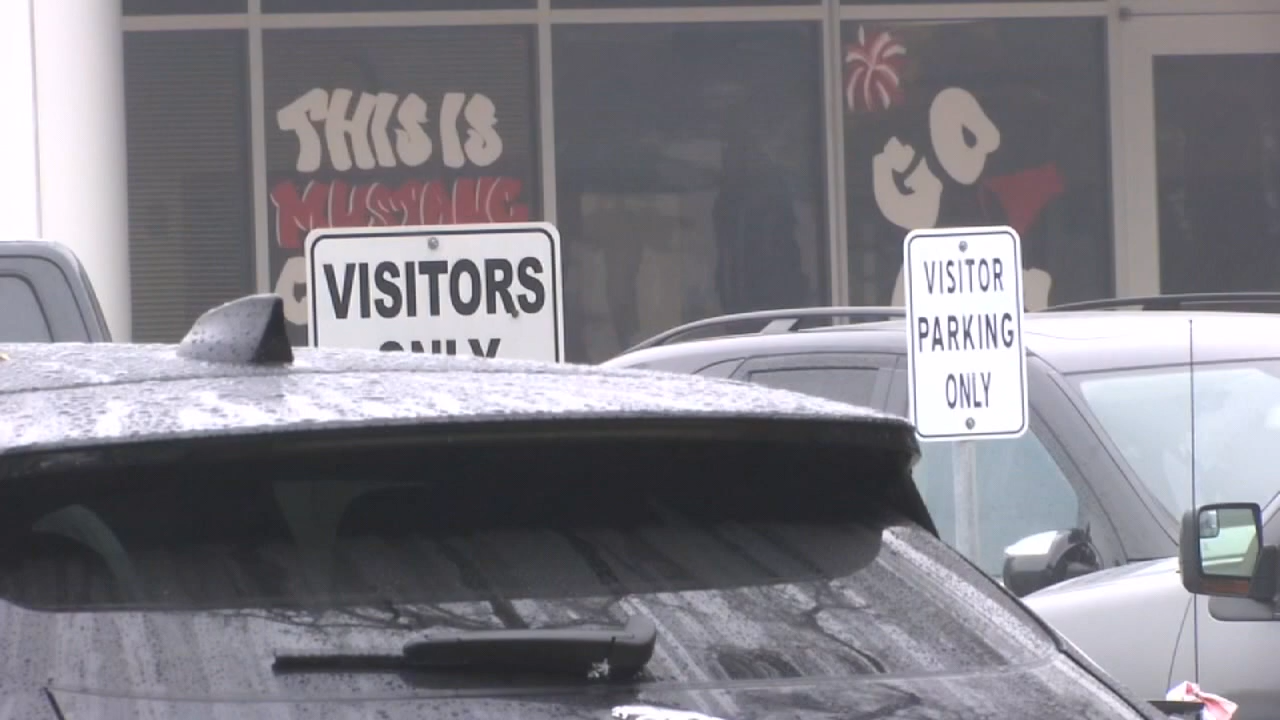 THIS IS
MUSTANG
GO
VISITORS
ONLY
VISITOR
PARKING
ONLY